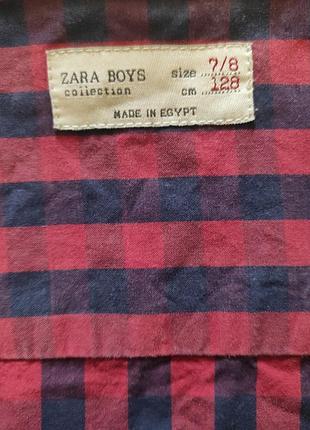 ZARA BOYS size 7/8
collection cm 128
MADE IN EGYPT